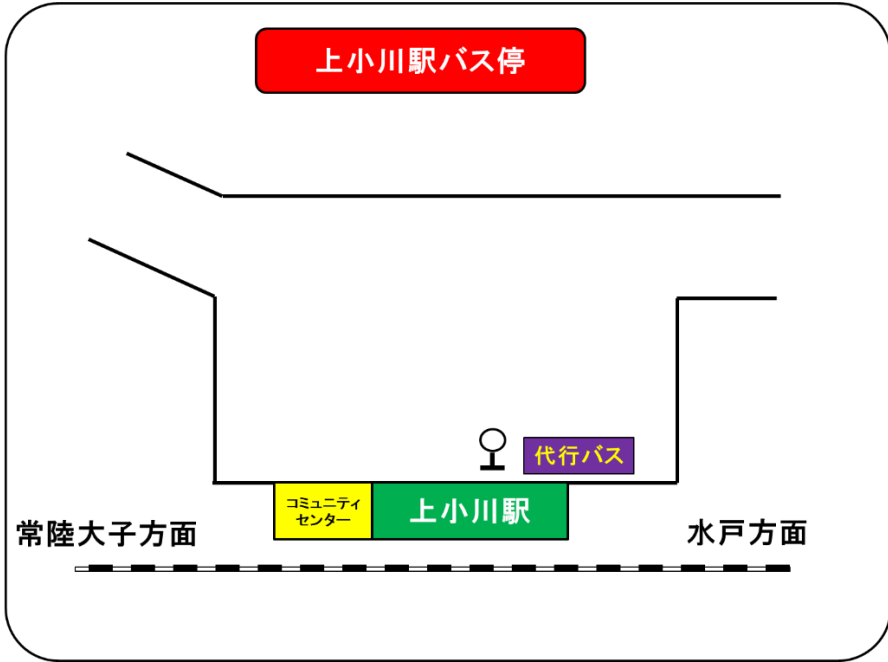 上小川駅バス停
代行バス
コミュニティ
センター
上小川駅
常陸大子方面
水戸方面